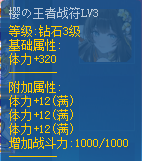 樱の王者战符LV3
等级:钻石3级
基础属性:
体力+320
附加属性:
体力+12(满)
体力+12(满)
体力+12(满)
增加战斗力:1000/1000